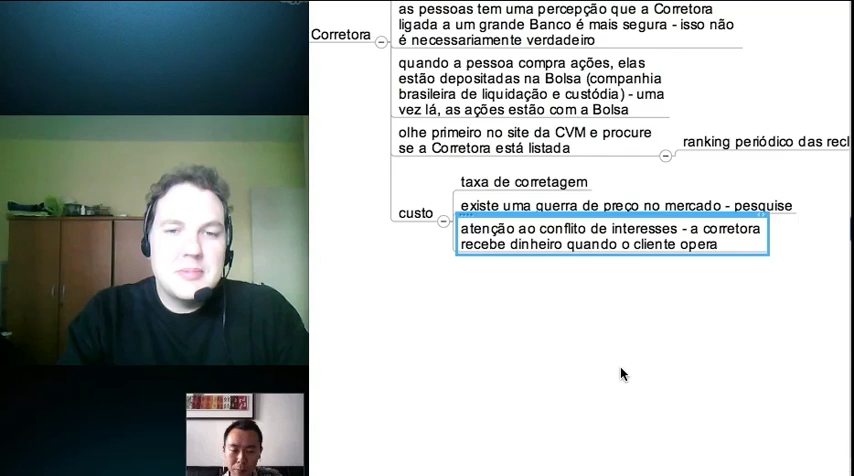 as pessoas tem uma percepção que a Corretora
ligada a um grande Banco é mais segura - isso não
é necessariamente verdadeiro
Corretora
quando a pessoa compra ações, elas
estão depositadas na Bolsa (companhia
brasileira de liquidação e custódia) - uma
vez lá, as ações estão com a Bolsa
olhe primeiro no site da CVM e procure
se a Corretora está listada
ranking periódico das recl
custo
taxa de corretagem
existe uma querra de preço no mercado - pesquise
atenção ao conflito de interesses - a corretora
recebe dinheiro quando o cliente opera